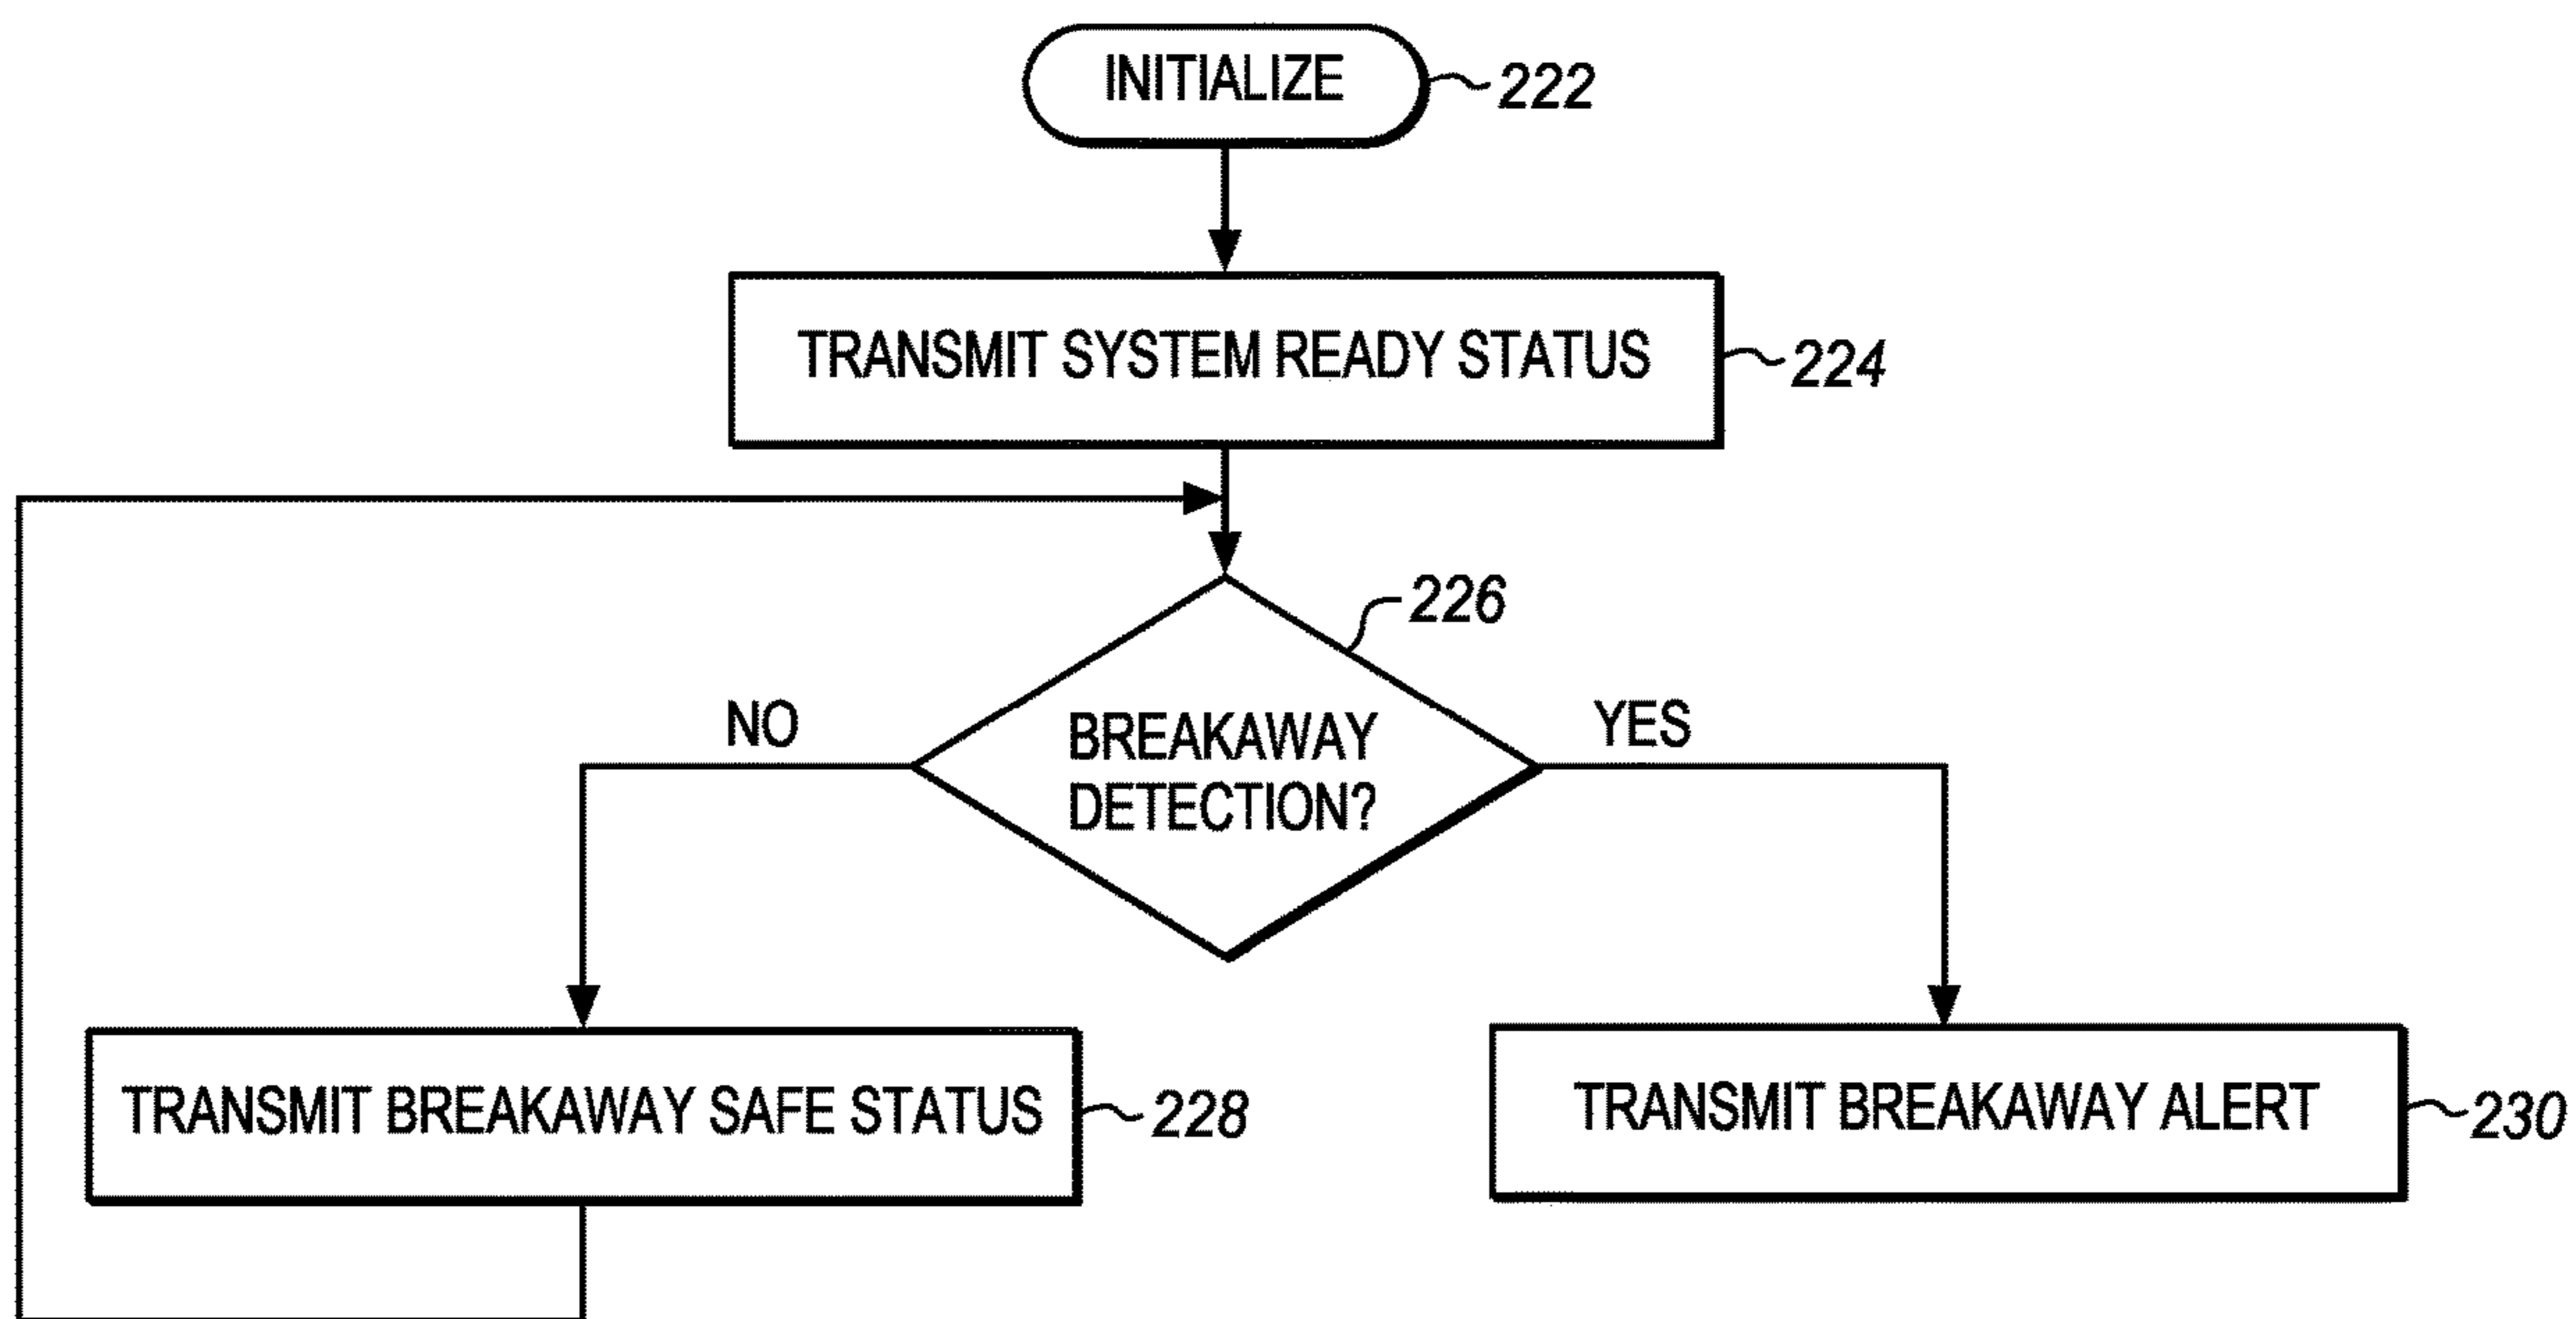 INITIALIZE
222
TRANSMIT SYSTEM READY STATUS
224
226
NO
BREAKAWAY
DETECTION?
YES
TRANSMIT BREAKAWAY SAFE STATUS
228
TRANSMIT BREAKAWAY ALERT
230